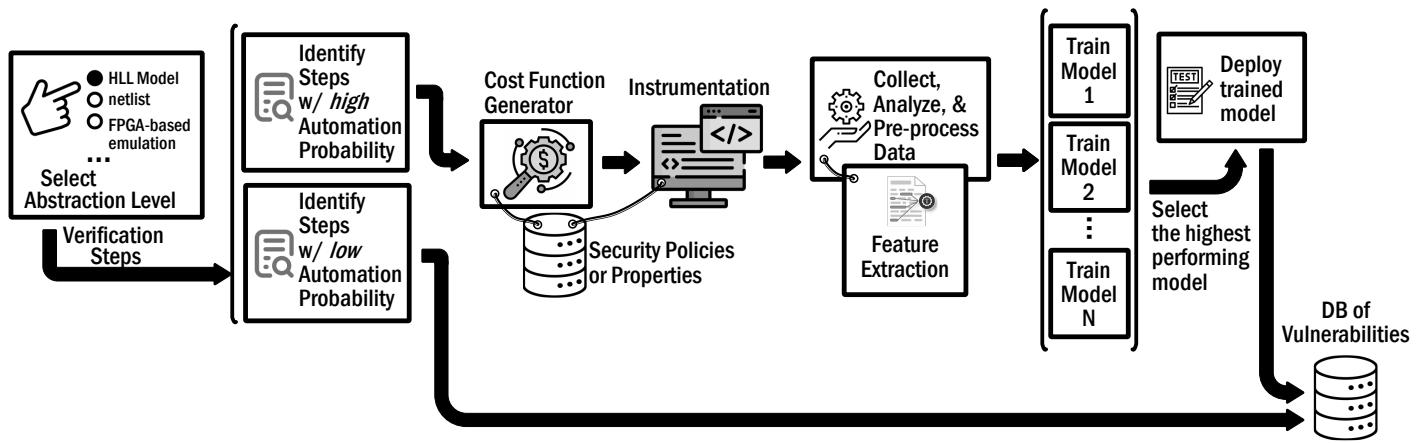 HLL Model
netlist
FPGA-based
emulation
...
Select
Abstraction Level
Verification
Steps
Identify
Steps
w/ high
Automation
Probability
Identify
Steps
w/ low
Automation
Probability
Cost Function
Generator
$
Instrumentation
</>
<>
Security Policies
or Properties
Collect,
Analyze, &
Pre-process
Data
Feature
Extraction
Train
Model
1
Train
Model
2
...
Train
Model
N
Select
the highest
performing
model
TEST
Deploy
trained
model
DB of
Vulnerabilities